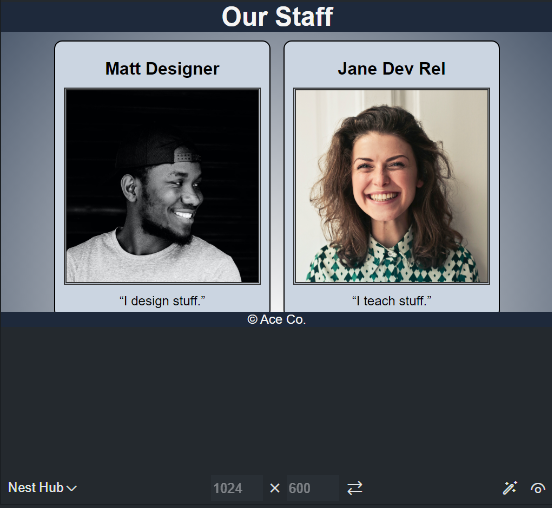 Our Staff
Matt Designer
Jane Dev Rel
“I design stuff.”
“I teach stuff.”
© Ace Co.
Nest Hub 1024 × 600